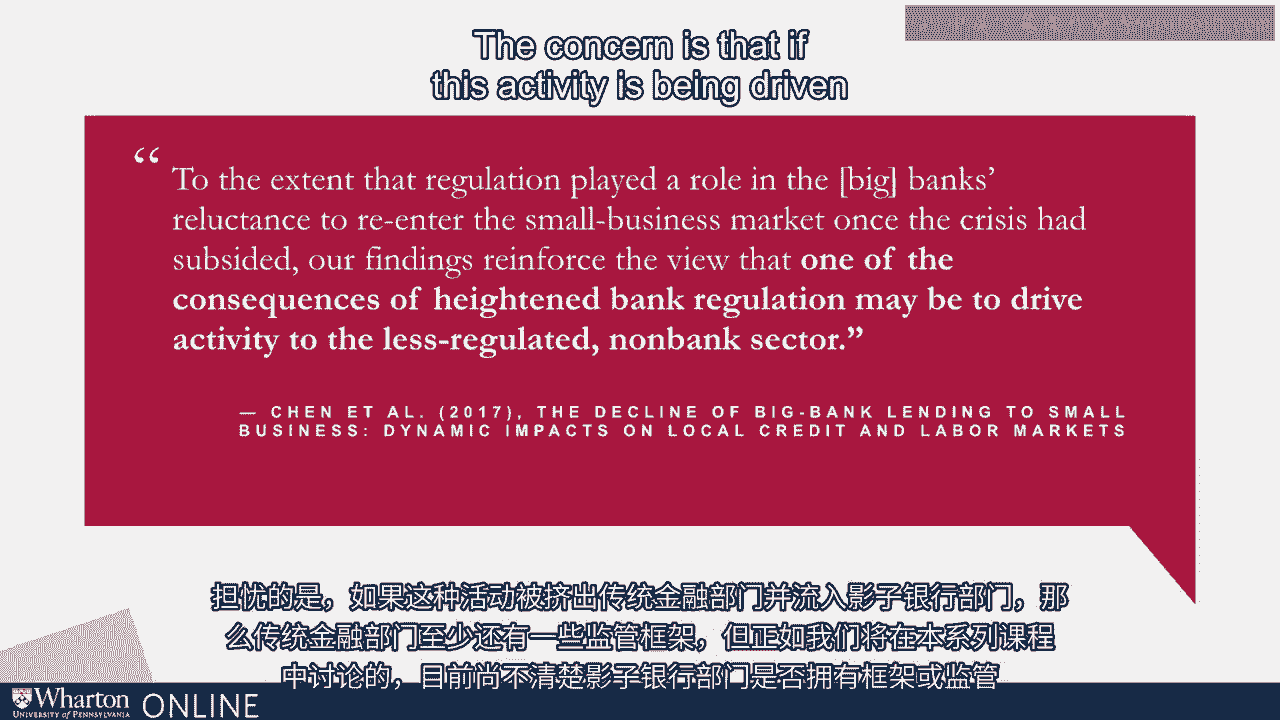 The concern is that if
this activity is being driven
“
To the extent that regulation played a role in the [big] banks’
reluctance to re-enter the small-business market once the crisis had
subsided, our findings reinforce the view that one of the
consequences of heightened bank regulation may be to drive
activity to the less-regulated, nonbank sector.”
— CHEN ET AL. (2017), THE DECLINE OF BIG-BANK LENDING TO SMALL
BUSINESS: DYNAMIC IMPACTS ON LOCAL CREDIT AND LABOR MARKETS
担忧的是，如果这种活动被挤出传统金融部门并流入影子银行部门，那
么传统金融部门至少还有一些监管框架，但正如我们将在本系列课程
中讨论的，目前尚不清楚影子银行部门是否拥有框架或监管
Wharton ONLINE
UNIVERSITY of PENNSYLVANIA